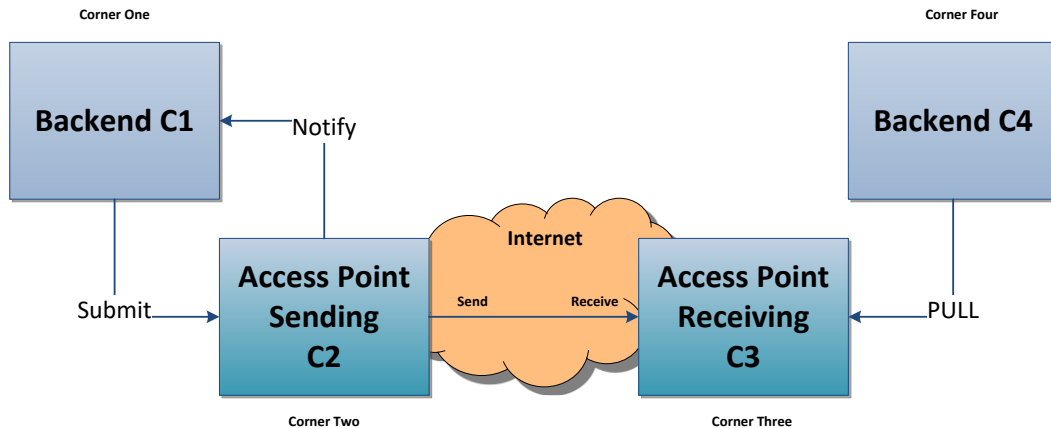 Corner One
Corner Four
Backend C1
Backend C4
Notify
Internet
Access Point
Sending
C2
Access Point
Receiving
C3
Submit
Send
Receive
PULL
Corner Two
Corner Three